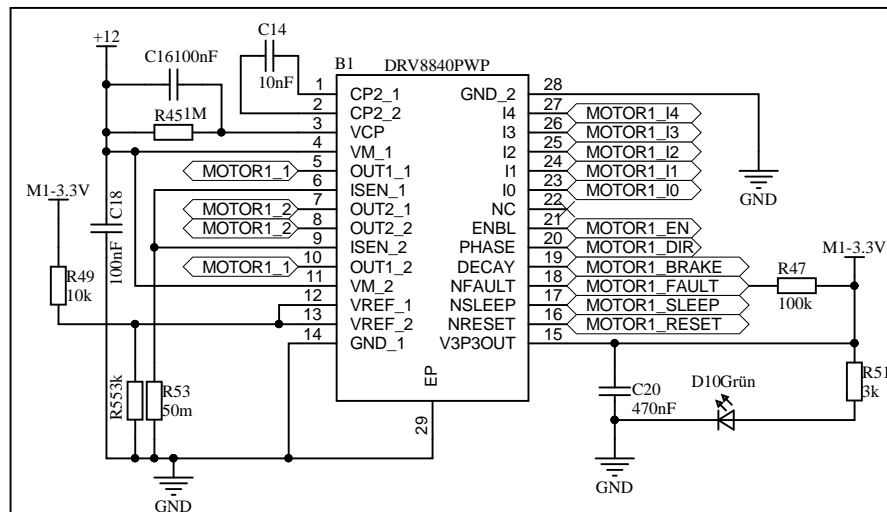 +12
C16100nF
R451M
C14
10nF
B1
DRV8840PWP
1
CP2_1
2
CP2_2
3
VCP
4
VM_1
MOTOR1_1
5
OUT1_1
6
ISEN_1
MOTOR1_2
7
OUT2_1
MOTOR1_2
8
OUT2_2
9
ISEN_2
MOTOR1_1
10
OUT1_2
11
VM_2
12
VREF_1
13
VREF_2
14
GND_1
GND_2
28
I4
27
MOTOR1_I4
I3
26
MOTOR1_I3
I2
25
MOTOR1_I2
I1
24
MOTOR1_I1
I0
23
MOTOR1_I0
NC
22
ENBL
21
MOTOR1_EN
PHASE
20
MOTOR1_DIR
DECAY
19
MOTOR1_BRAKE
NFAULT
18
MOTOR1_FAULT
NSLEEP
17
MOTOR1_SLEEP
NRESET
16
MOTOR1_RESET
V3P3OUT
15
EP
29
M1-3.3V
C18
100nF
R49
10k
R553k
R53
50m
GND
GND
M1-3.3V
R47
100k
C20
470nF
D10Grün
R51
3k
GND